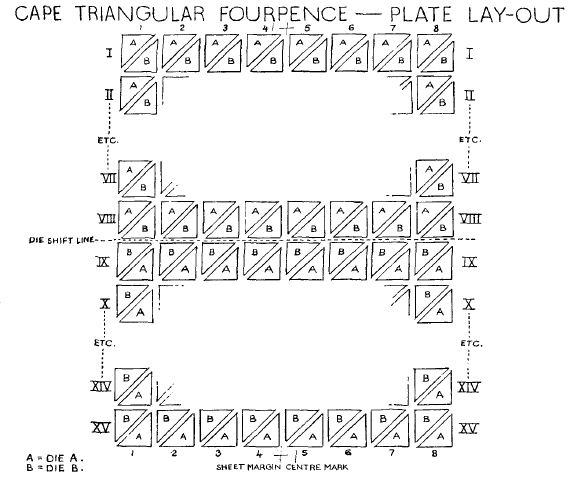 CAPE TRIANGULAR FOURPENCE — PLATE LAY-OUT
1 2 3 4 5 6 7 8
I A B A B A B A B A B A B A B A B I
II A B A B II
ETC. ETC.
VII A B A B VII
VIII A B A B A B A B A B A B A B A B VIII
DIE SHIFT LINE
IX B A B A B A B A B A B A B A B A IX
X B A B A X
ETC. ETC.
XIV B A B A XIV
XV B A B A B A B A B A B A B A B A XV
1 2 3 4 5 6 7 8
A = DIE A.
B = DIE B.
SHEET MARGIN CENTRE MARK